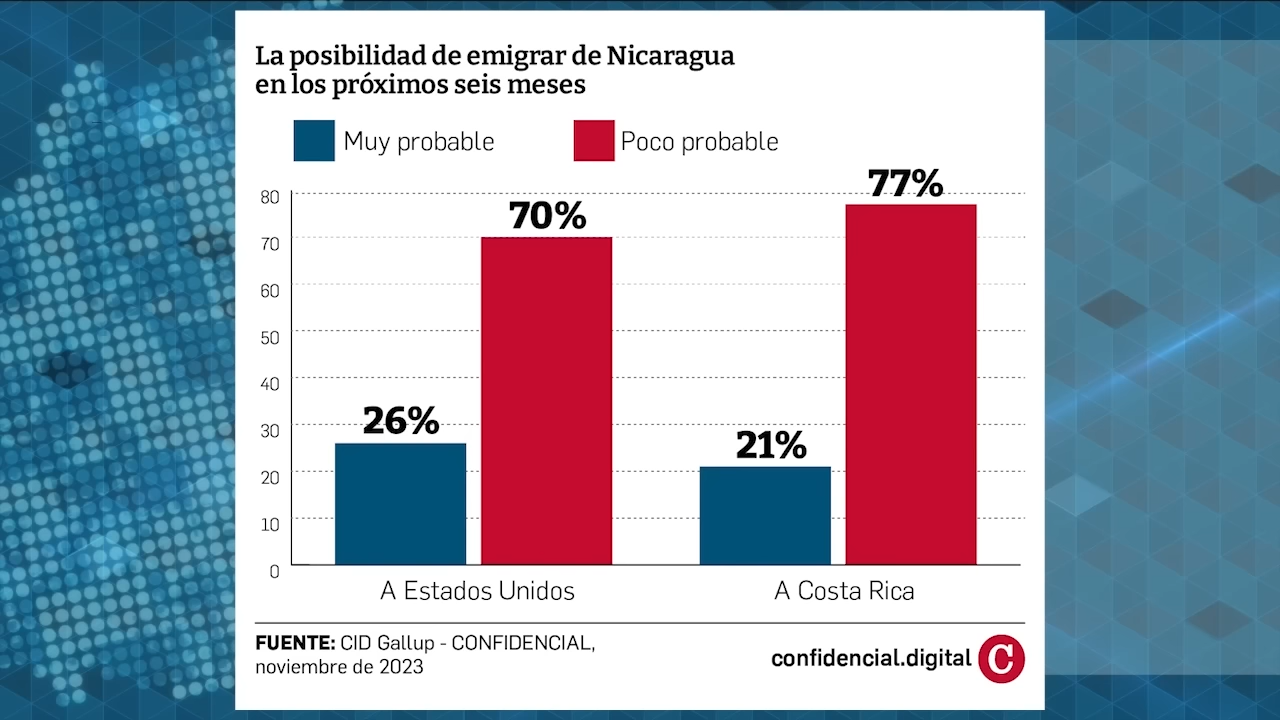 La posibilidad de emigrar de Nicaragua
en los próximos seis meses
Muy probable
Poco probable
80
70
60
50
40
30
20
10
0
26%
70%
21%
77%
A Estados Unidos
A Costa Rica
FUENTE: CID Gallup - CONFIDENCIAL,
noviembre de 2023
confidencial.digital C